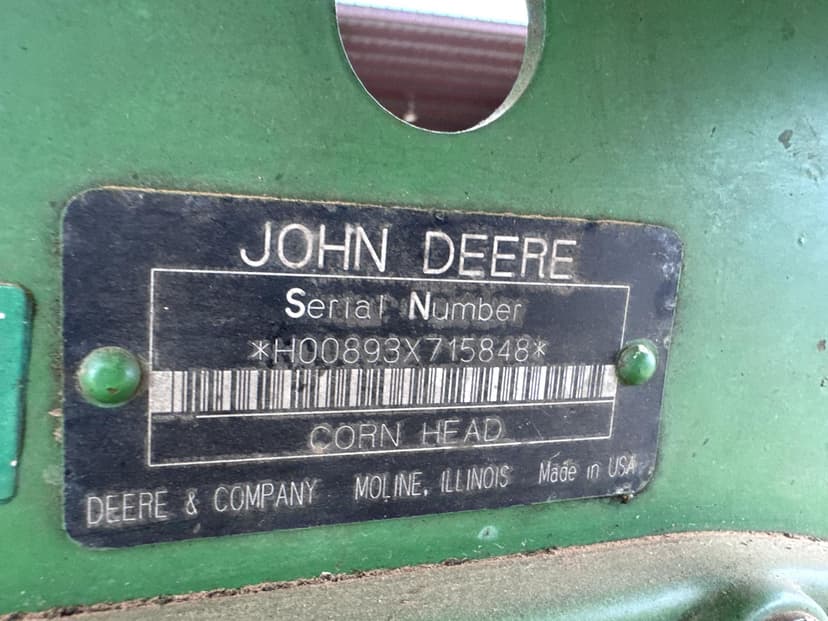 JOHN DEERE
Serial Number
*H00893X715848*
CORN HEAD
DEERE & COMPANY MOLINE, ILLINOIS Made in USA